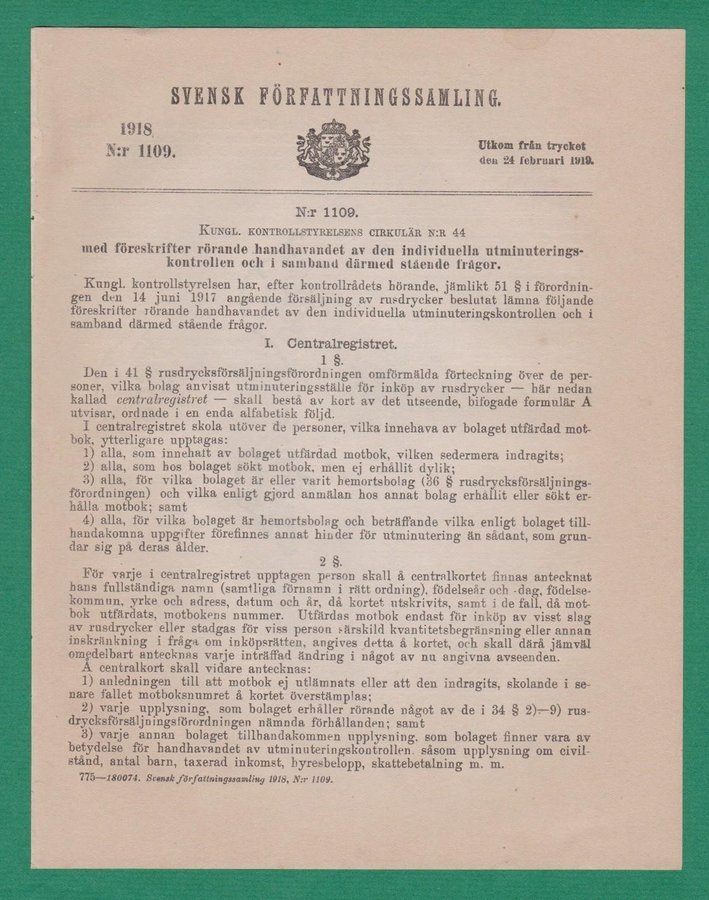 SVENSK FÖRFATTNINGSSAMLING.
1918
N:r 1109.
Utkom från trycket
den 24 februari 1919.
N:r 1109.
KUNGL. KONTROLLSTYRELSENS CIRKULÄR N:R 44
med föreskrifter rörande handhavandet av den individuella utminuterings-
kontrollen och i samband därmed stående frågor.
Kungl. kontrollstyrelsen har, efter kontrollrådets hörande, jämlikt 51 § i förordnin-
gen den 14 juni 1917 angående försäljning av rusdrycker beslutat lämna följande
föreskrifter rörande handhavandet av den individuella utminuteringskontrollen och i
samband därmed stående frågor.
I. Centralregistret.
1 §.
Den i 41 § rusdrycksförsäljningsförordningen omförmälda förteckning över de per-
soner, vilka bolag anvisat utminuteringsställe för inköp av rusdrycker — här nedan
kallad centralregistret — skall bestå av kort av det utseende, bifogade formulär A
utvisar, ordnade i en enda alfabetisk följd.
I centralregistret skola utöver de personer, vilka innehava av bolaget utfärdad mot-
bok, ytterligare upptagas:
1) alla, som innehaft av bolaget utfärdad motbok, vilken sedermera indragits;
2) alla, som hos bolaget sökt motbok, men ej erhållit dylik;
3) alla, för vilka bolaget är eller varit hemortsbolag (36 § rusdrycksförsäljnings-
förordningen) och vilka enligt gjord anmälan hos annat bolag erhållit eller sökt er-
hålla motbok; samt
4) alla, för vilka bolaget är hemortsbolag och beträffande vilka enligt bolaget till-
handakomna uppgifter förefinnes annat hinder för utminutering än sådant, som grun-
dar sig på deras ålder.
2 §.
För varje i centralregistret upptagen person skall å centralkortet finnas antecknat
hans fullständiga namn (samtliga förnamn i rätt ordning), födelseår och -dag, födelse-
kommun, yrke och adress, datum och år, då kortet utskrivits, samt i de fall, då mot-
bok utfärdats, motbokens nummer. Utfärdas motbok endast för inköp av visst slag
av rusdrycker eller stadgas för viss person särskild kvantitetsbegränsning eller annan
inskränkning i fråga om inköpsrätten, angives detta å kortet, och skall därå jämväl
omedelbart antecknas varje inträffad ändring i något av nu angivna avseenden.
Å centralkort skall vidare antecknas:
1) anledningen till att motbok ej utlämnats eller att den indragits, skolande i se-
nare fallet motboksnumret å kortet överstämplas;
2) varje upplysning, som bolaget erhåller rörande något av de i 34 § 2)—9) rus-
drycksförsäljningsförordningen nämnda förhållanden; samt
3) varje annan bolaget tillhandakommen upplysning, som bolaget finner vara av
betydelse för handhavandet av utminuteringskontrollen, såsom upplysning om civil-
stånd, antal barn, taxerad inkomst, hyresbelopp, skattebetalning m. m.
775—180074. Svensk författningssamling 1918, N:r 1109.